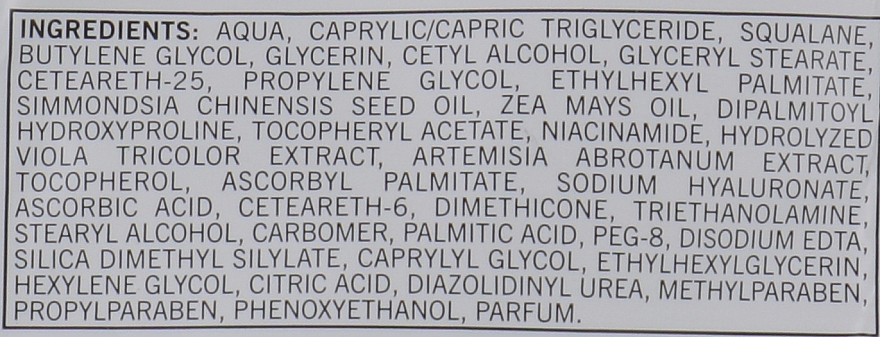 INGREDIENTS: AQUA, CAPRYLIC/CAPRIC TRIGLYCERIDE, SQUALANE,
BUTYLENE GLYCOL, GLYCERIN, CETYL ALCOHOL, GLYCERYL STEARATE,
CETEARETH-25, PROPYLENE GLYCOL, ETHYLHEXYL PALMITATE,
SIMMONDSIA CHINENSIS SEED OIL, ZEA MAYS OIL, DIPALMITOYL
HYDROXYPROLINE, TOCOPHERYL ACETATE, NIACINAMIDE, HYDROLYZED
VIOLA TRICOLOR EXTRACT, ARTEMISIA ABROTANUM EXTRACT,
TOCOPHEROL, ASCORBYL PALMITATE, SODIUM HYALURONATE,
ASCORBIC ACID, CETEARETH-6, DIMETHICONE, TRIETHANOLAMINE,
STEARYL ALCOHOL, CARBOMER, PALMITIC ACID, PEG-8, DISODIUM EDTA,
SILICA DIMETHYL SILYLATE, CAPRYLYL GLYCOL, ETHYLHEXYLGLYCERIN,
HEXYLENE GLYCOL, CITRIC ACID, DIAZOLIDINYL UREA, METHYLPARABEN,
PROPYLPARABEN, PHENOXYETHANOL, PARFUM.